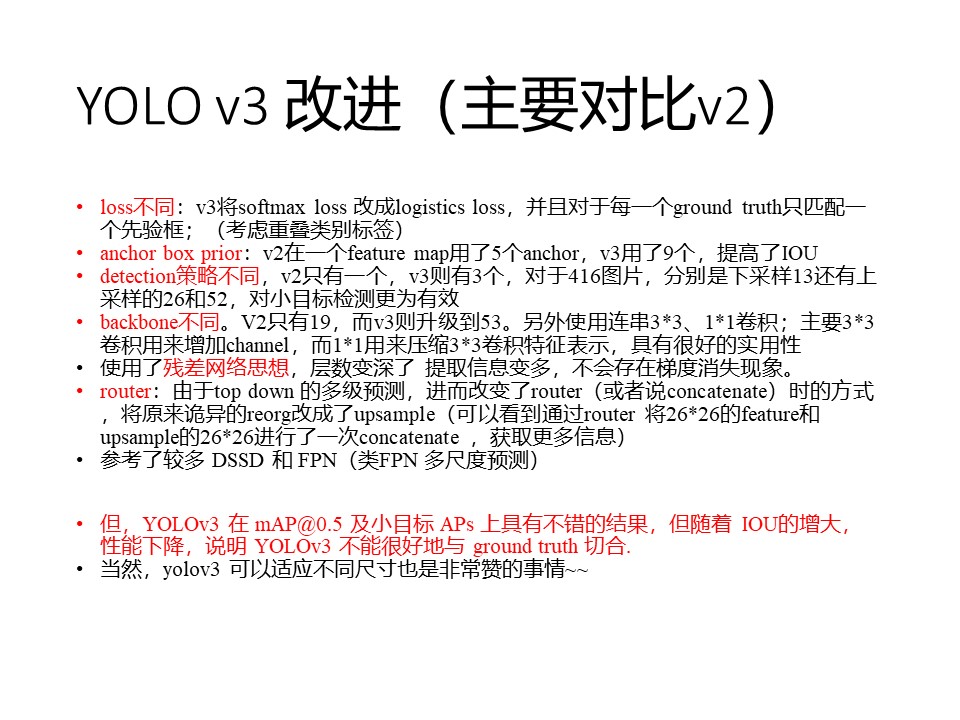 YOLO v3 改进（主要对比v2）
• loss不同：v3将softmax loss 改成logistics loss，并且对于每一个ground truth只匹配一
个先验框；（考虑重叠类别标签）
• anchor box prior：v2在一个feature map用了5个anchor，v3用了9个，提高了IOU
• detection策略不同，v2只有一个，v3则有3个，对于416图片，分别是下采样13还有上
采样的26和52，对小目标检测更为有效
• backbone不同。V2只有19，而v3则升级到53。另外使用连串3*3、1*1卷积；主要3*3
卷积用来增加channel，而1*1用来压缩3*3卷积特征表示，具有很好的实用性
• 使用了残差网络思想，层数变深了 提取信息变多，不会存在梯度消失现象。
• router：由于top down 的多级预测，进而改变了router（或者说concatenate）时的方式
，将原来诡异的reorg改成了upsample（可以看到通过router 将26*26的feature和
upsample的26*26进行了一次concatenate ，获取更多信息）
• 参考了较多 DSSD 和 FPN（类FPN 多尺度预测）
• 但，YOLOv3 在 mAP@0.5 及小目标 APs 上具有不错的结果，但随着 IOU的增大，
性能下降，说明 YOLOv3 不能很好地与 ground truth 切合.
• 当然，yolov3 可以适应不同尺寸也是非常赞的事情~~